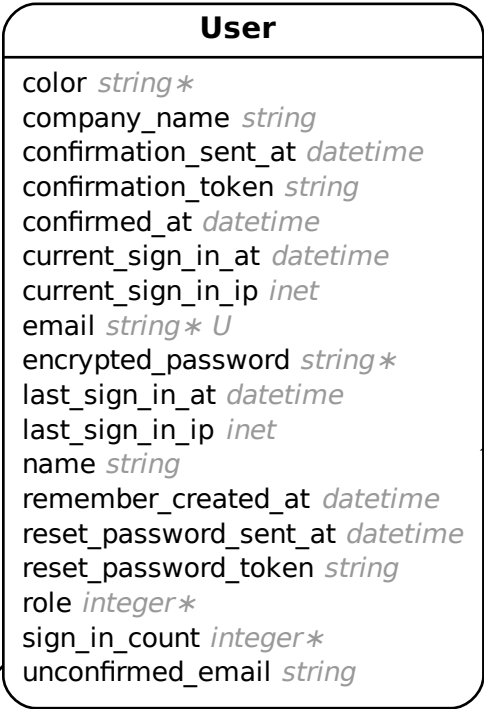 User
color string∗
company_name string
confirmation_sent_at datetime
confirmation_token string
confirmed_at datetime
current_sign_in_at datetime
current_sign_in_ip inet
email string∗ U
encrypted_password string∗
last_sign_in_at datetime
last_sign_in_ip inet
name string
remember_created_at datetime
reset_password_sent_at datetime
reset_password_token string
role integer∗
sign_in_count integer∗
unconfirmed_email string